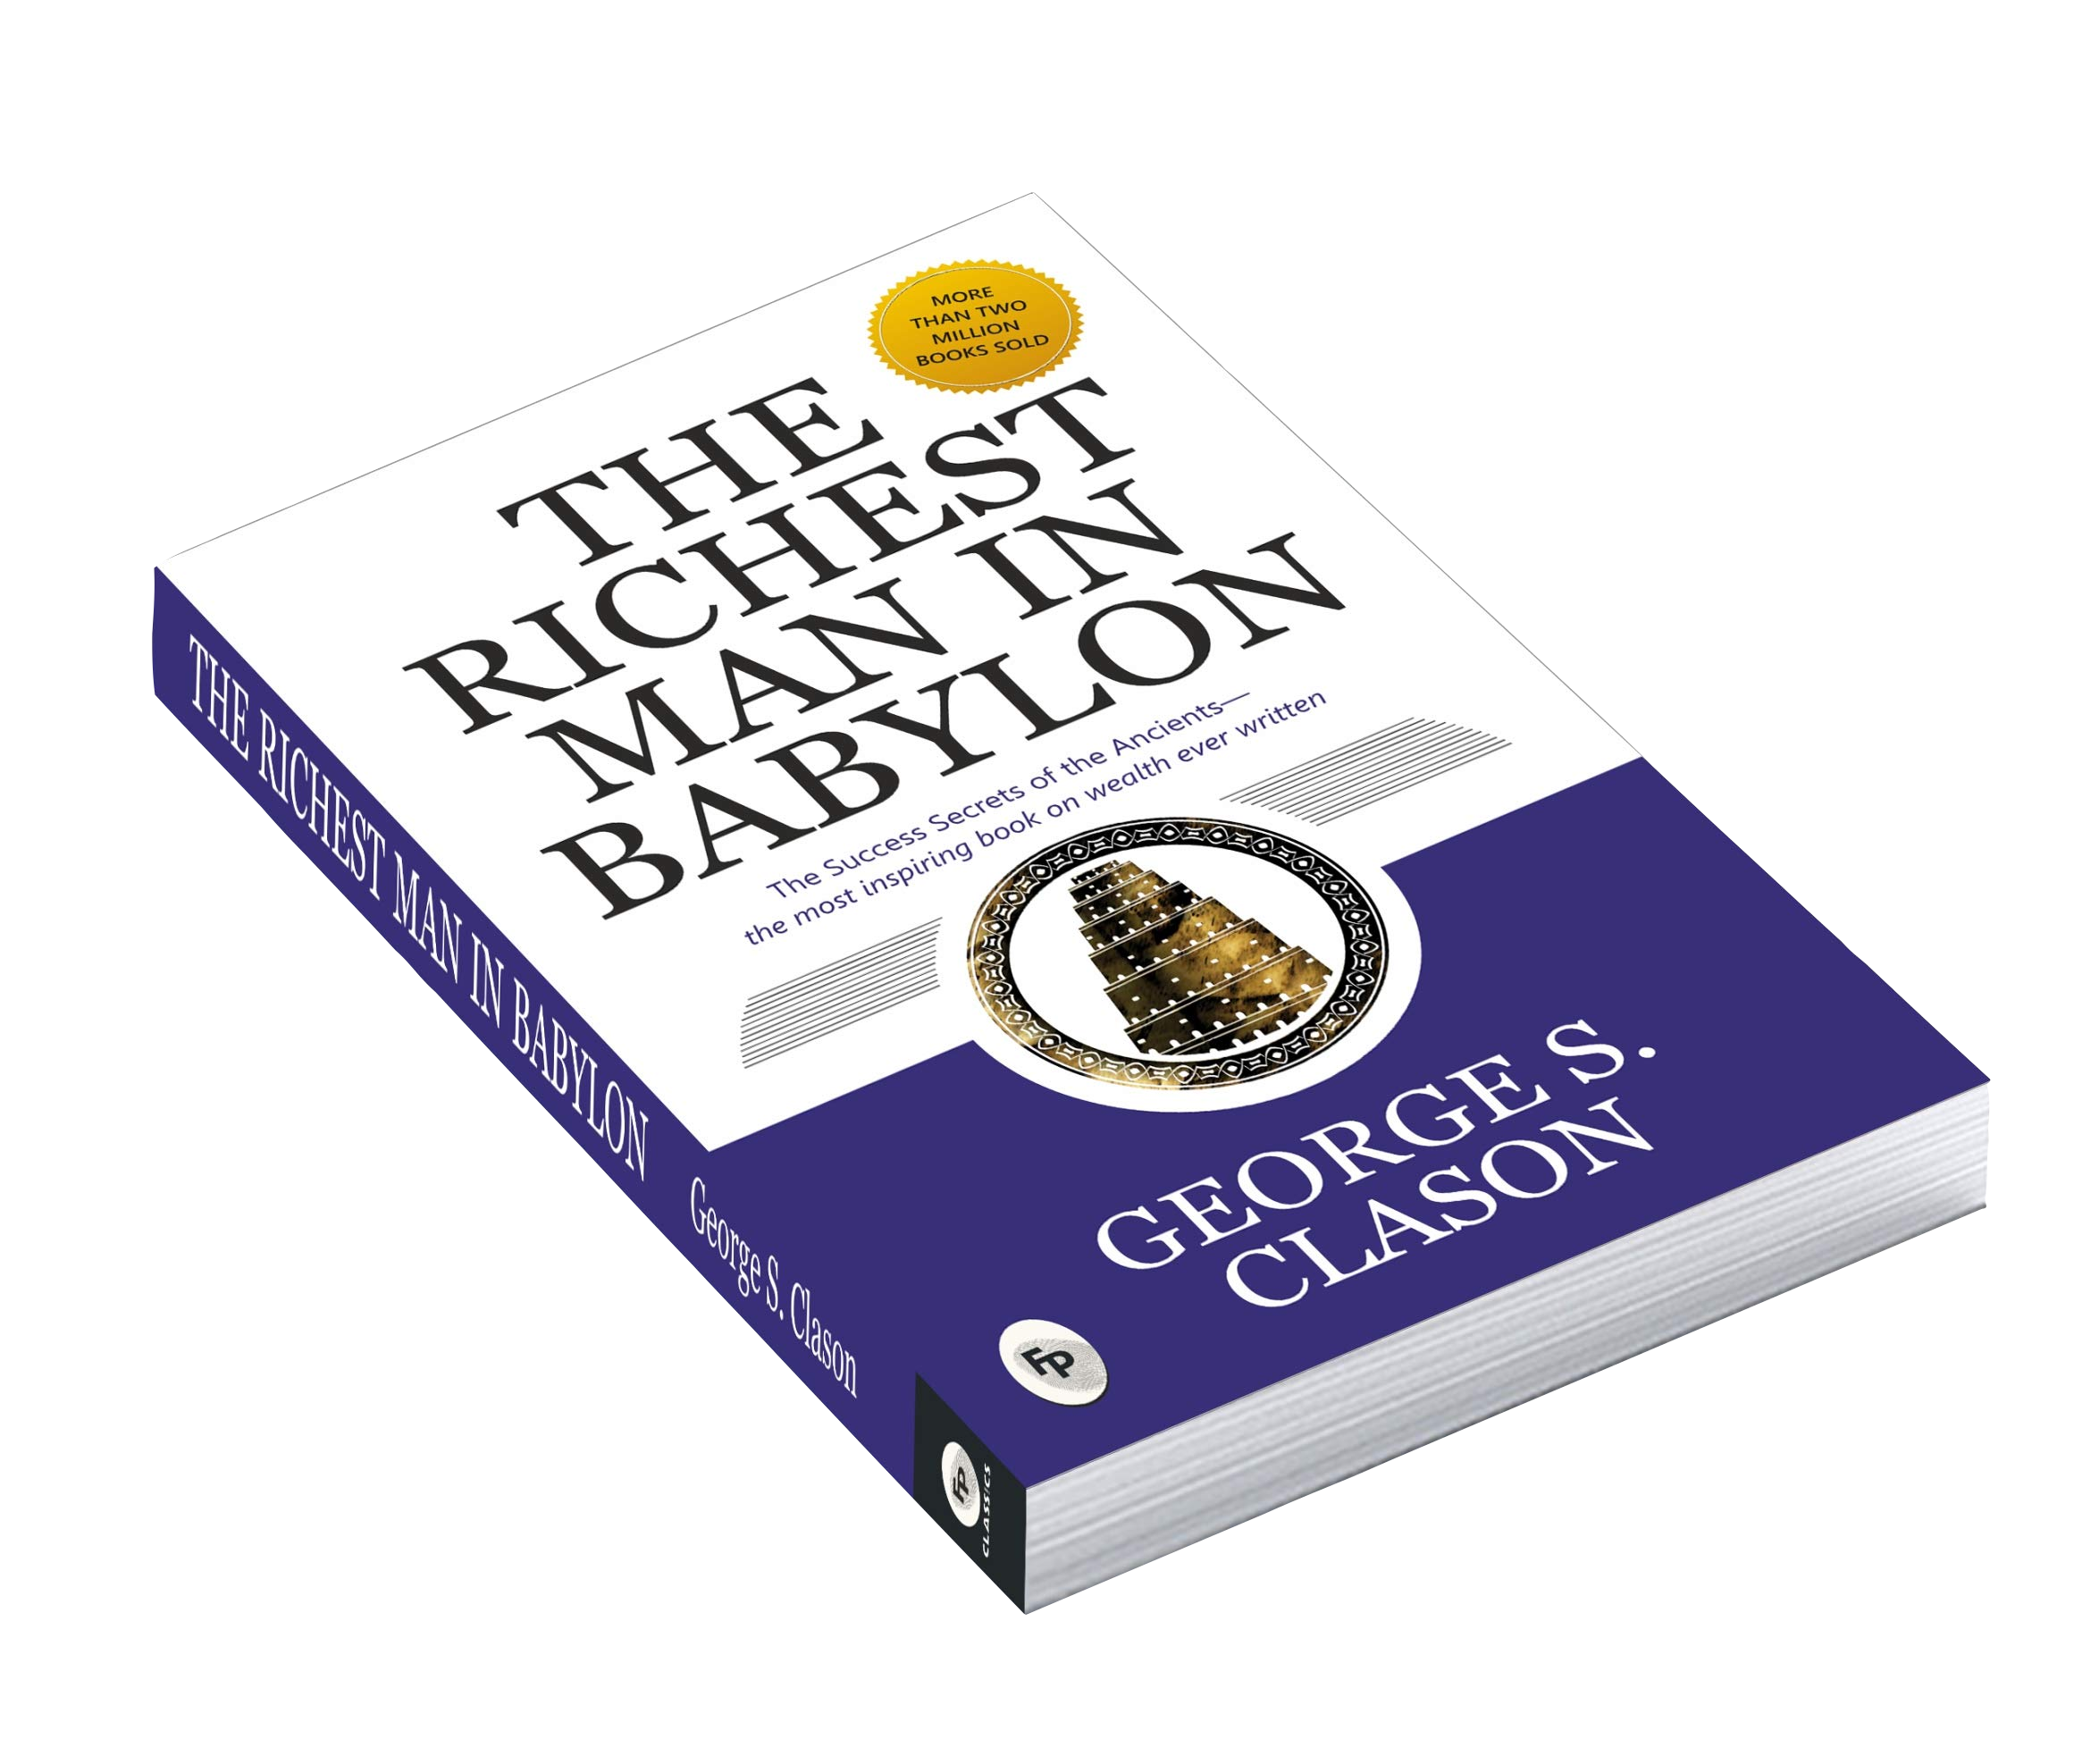 MORE
THAN TWO
MILLION
BOOKS SOLD
THE
RICHEST
MAN IN
BABYLON
The Success Secrets of the Ancients—
the most inspiring book on wealth ever written
GEORGE S.
CLASON
FP
THE RICHEST MAN IN BABYLON
George S. Clason
FP
CLASSICS